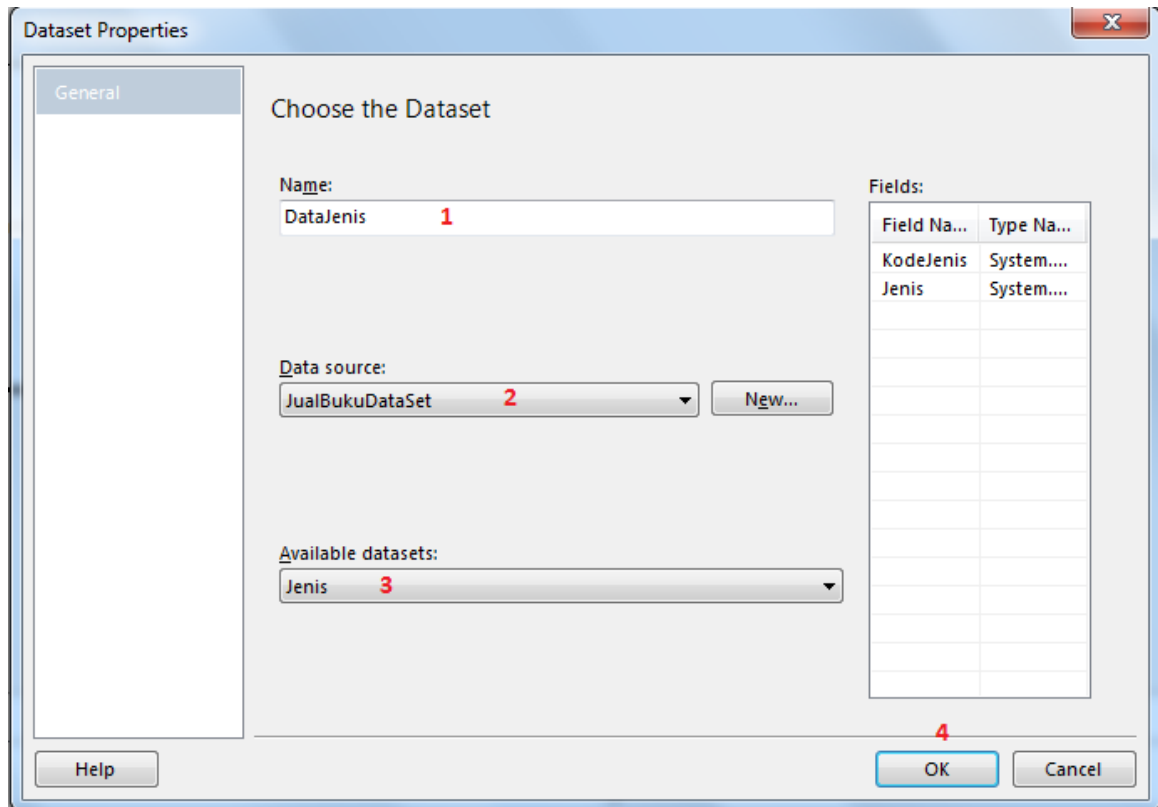 Dataset Properties
General
Choose the Dataset
Name:
DataJenis 1
Data source:
JualBukuDataSet 2
New...
Available datasets:
Jenis 3
Fields:
Field Na... Type Na...
KodeJenis System....
Jenis System....
4
Help
OK
Cancel